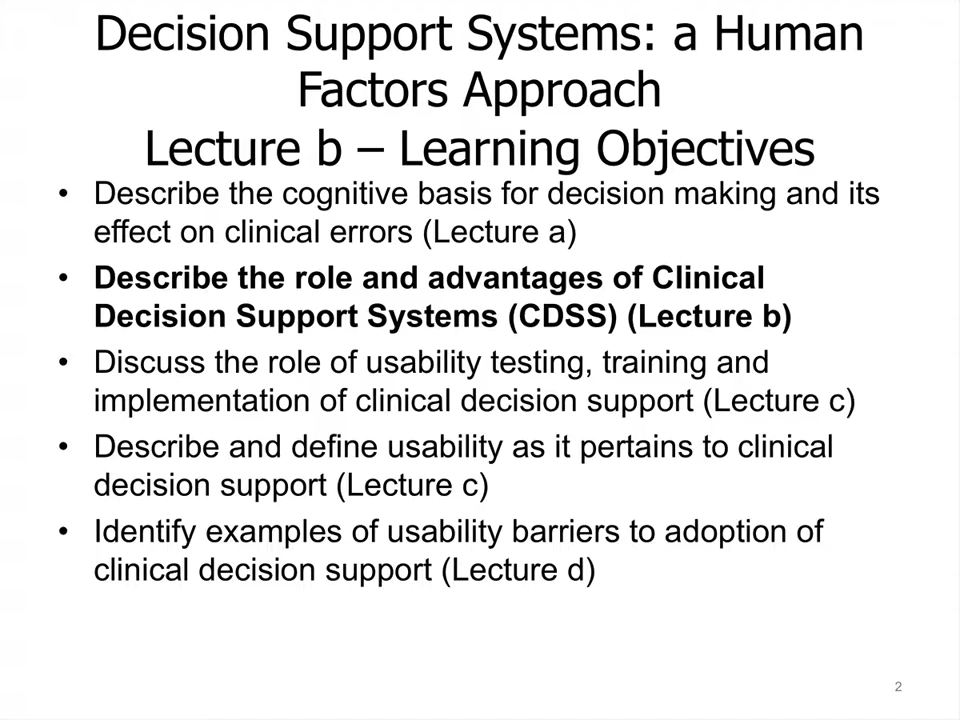 Decision Support Systems: a Human
Factors Approach
Lecture b – Learning Objectives
• Describe the cognitive basis for decision making and its
effect on clinical errors (Lecture a)
• Describe the role and advantages of Clinical
Decision Support Systems (CDSS) (Lecture b)
• Discuss the role of usability testing, training and
implementation of clinical decision support (Lecture c)
• Describe and define usability as it pertains to clinical
decision support (Lecture c)
• Identify examples of usability barriers to adoption of
clinical decision support (Lecture d)
2